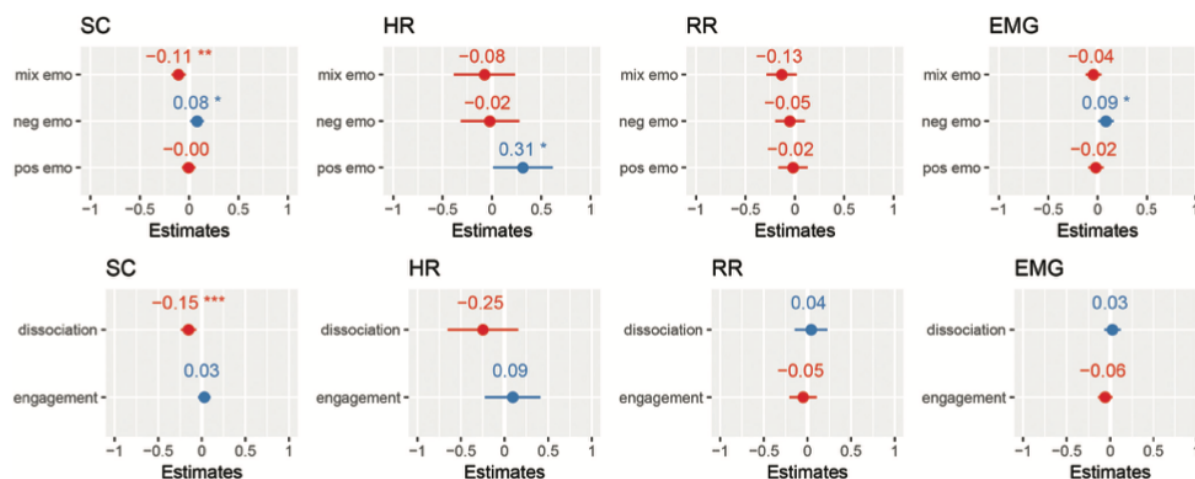 SC HR RR EMG
−0.11 ** −0.08 −0.13 −0.04
mix emo mix emo mix emo mix emo
0.08 * −0.02 −0.05 0.09 *
neg emo neg emo neg emo neg emo
−0.00 0.31 * −0.02 −0.02
pos emo pos emo pos emo pos emo
−1 −0.5 0 0.5 1 −1 −0.5 0 0.5 1 −1 −0.5 0 0.5 1 −1 −0.5 0 0.5 1
Estimates Estimates Estimates Estimates
SC HR RR EMG
−0.15 *** −0.25 0.04 0.03
dissociation dissociation dissociation dissociation
0.03 0.09 −0.05 −0.06
engagement engagement engagement engagement
−1 −0.5 0 0.5 1 −1 −0.5 0 0.5 1 −1 −0.5 0 0.5 1 −1 −0.5 0 0.5 1
Estimates Estimates Estimates Estimates